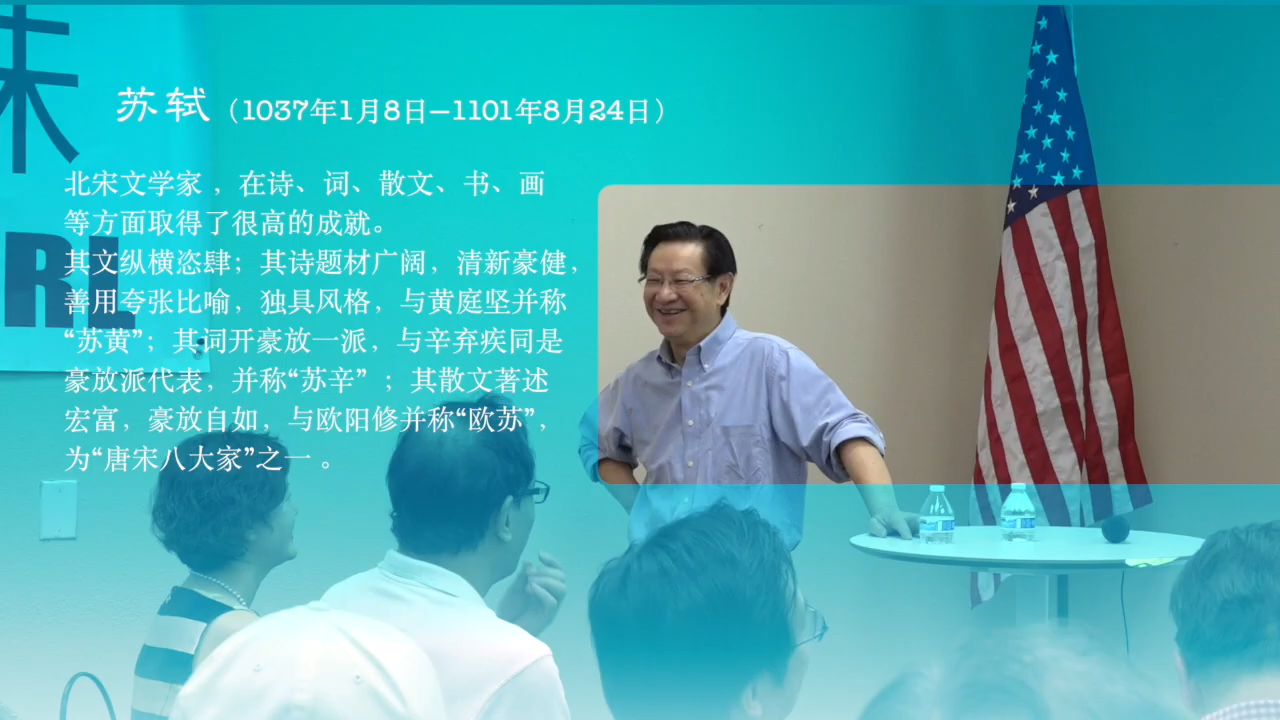 苏轼（1037年1月8日—1101年8月24日）
北宋文学家 ，在诗、词、散文、书、画
等方面取得了很高的成就。
其文纵横恣肆；其诗题材广阔，清新豪健，
善用夸张比喻，独具风格，与黄庭坚并称
“苏黄”；其词开豪放一派，与辛弃疾同是
豪放派代表，并称“苏辛” ；其散文著述
宏富，豪放自如，与欧阳修并称“欧苏”，
为“唐宋八大家”之一 。
RL